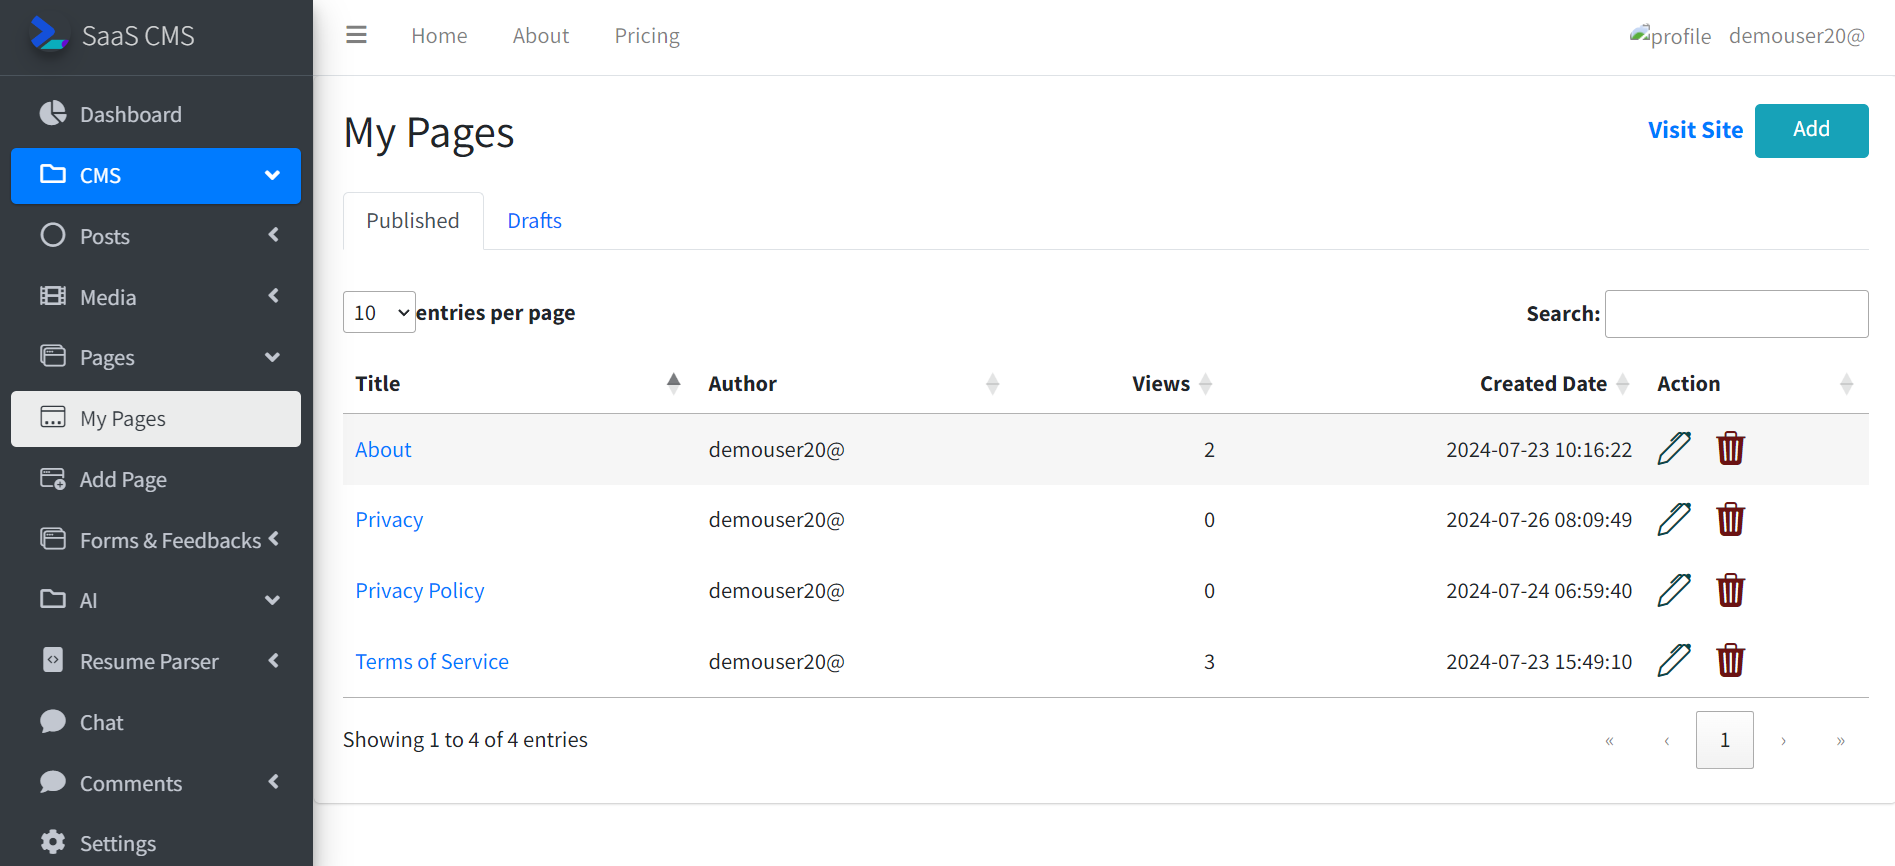 SaaS CMS
Home About Pricing
profile demouser20@
Dashboard
CMS
Posts
Media
Pages
My Pages
Add Page
Forms & Feedbacks
AI
Resume Parser
Chat
Comments
Settings
My Pages
Visit Site Add
Published Drafts
10 entries per page
Search:
Title Author Views Created Date Action
About demouser20@ 2 2024-07-23 10:16:22
Privacy demouser20@ 0 2024-07-26 08:09:49
Privacy Policy demouser20@ 0 2024-07-24 06:59:40
Terms of Service demouser20@ 3 2024-07-23 15:49:10
Showing 1 to 4 of 4 entries
« ‹ 1 › »